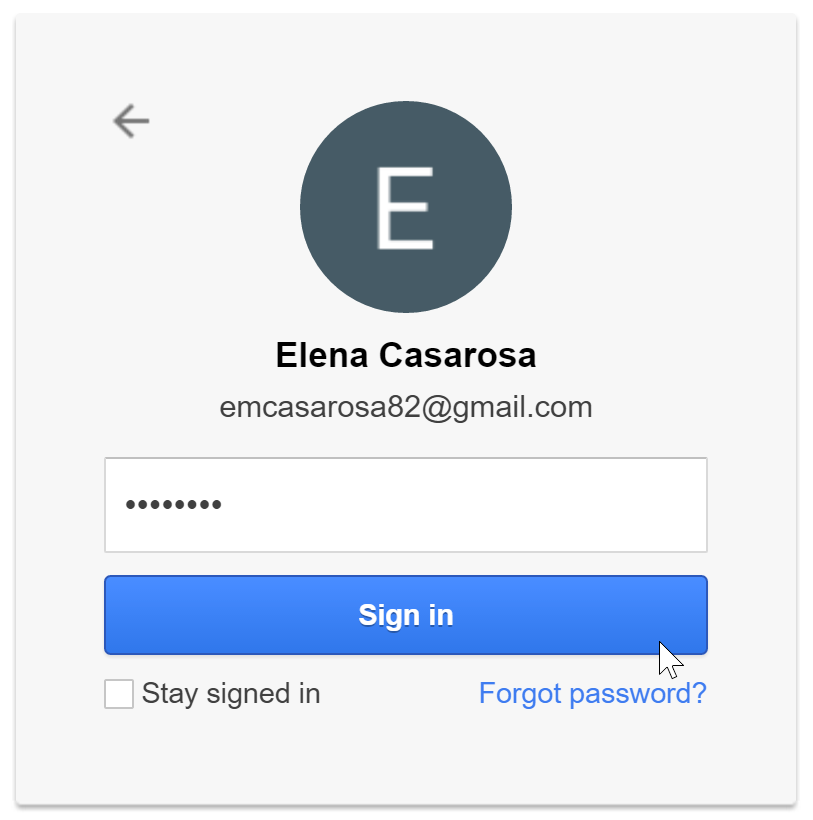 E
Elena Casarosa
emcasarosa82@gmail.com
••••••••
Sign in
Stay signed in
Forgot password?